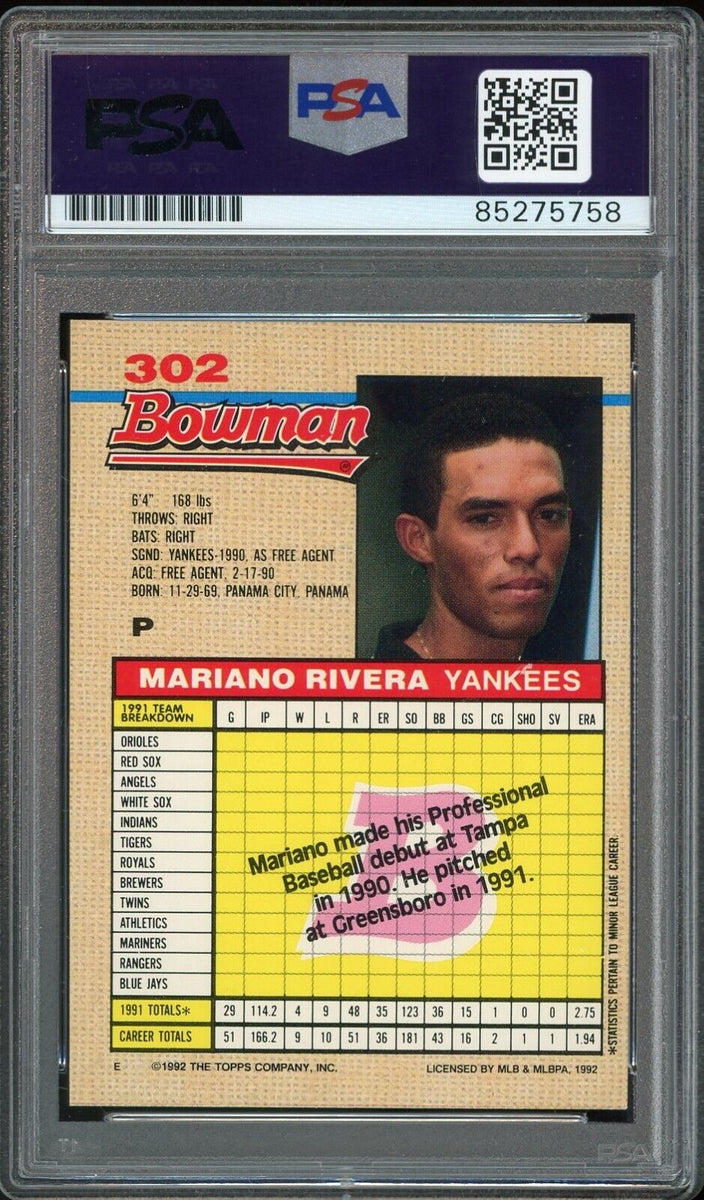 PSA
PSA
85275758
302
Bowman
6'4" 168 lbs
THROWS: RIGHT
BATS: RIGHT
SGND: YANKEES-1990, AS FREE AGENT
ACQ: FREE AGENT, 2-17-90
BORN: 11-29-69, PANAMA CITY, PANAMA
P
MARIANO RIVERA YANKEES
1991 TEAM BREAKDOWN G IP W L R ER SO BB GS CG SHO SV ERA
ORIOLES
RED SOX
ANGELS
WHITE SOX
INDIANS
TIGERS
ROYALS
BREWERS
TWINS
ATHLETICS
MARINERS
RANGERS
BLUE JAYS
B
Mariano made his Professional
Baseball debut at Tampa
in 1990. He pitched
at Greensboro in 1991.
1991 TOTALS* 29 114.2 4 9 48 35 123 36 15 1 0 0 2.75
CAREER TOTALS 51 166.2 9 10 51 36 181 43 16 2 1 1 1.94
*STATISTICS PERTAIN TO MINOR LEAGUE CAREER.
E ©1992 THE TOPPS COMPANY, INC. LICENSED BY MLB & MLBPA, 1992
PSA